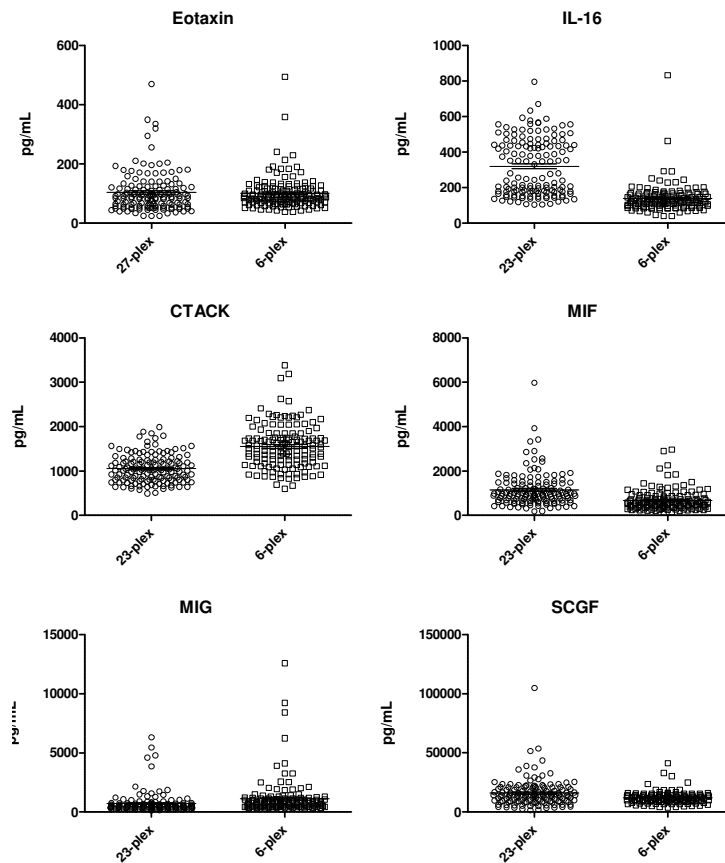 Eotaxin
600
400
200
0
pg/mL
27-plex
6-plex
IL-16
1000
800
600
400
200
0
pg/mL
23-plex
6-plex
CTACK
4000
3000
2000
1000
0
pg/mL
23-plex
6-plex
MIF
8000
6000
4000
2000
0
pg/mL
23-plex
6-plex
MIG
15000
10000
5000
0
pg/mL
23-plex
6-plex
SCGF
150000
100000
50000
0
pg/mL
23-plex
6-plex